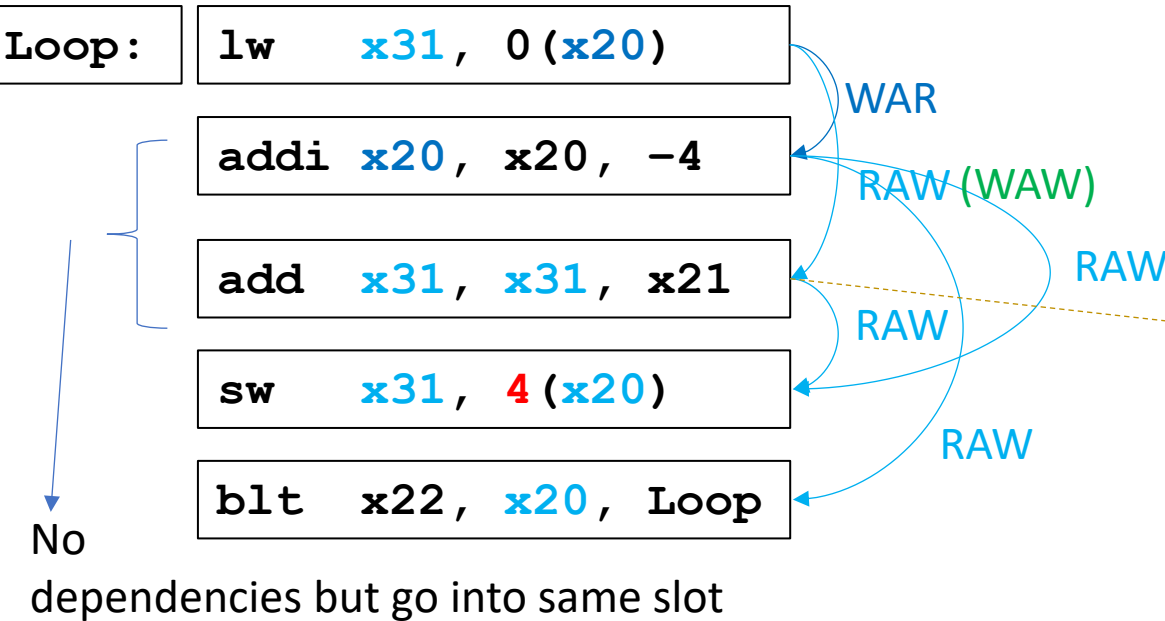 Loop: lw x31, 0(x20)
WAR
addi x20, x20, –4
RAW (WAW)
RAW
add x31, x31, x21
RAW
sw x31, 4(x20)
RAW
blt x22, x20, Loop
No
dependencies but go into same slot